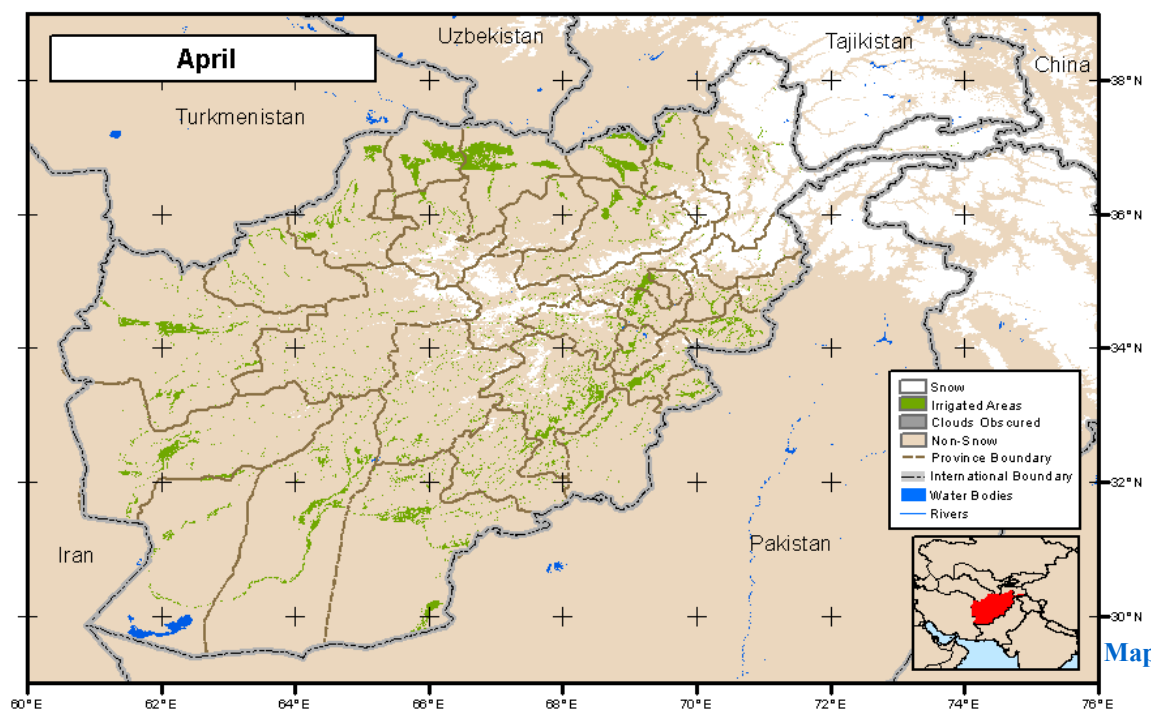 April
Uzbekistan
Tajikistan
China
Turkmenistan
Iran
Pakistan
38°N
36°N
34°N
32°N
30°N
Snow
Irrigated Areas
Clouds Obscured
Non-Snow
Province Boundary
International Boundary
Water Bodies
Rivers
Map
60°E
62°E
64°E
66°E
68°E
70°E
72°E
74°E
76°E